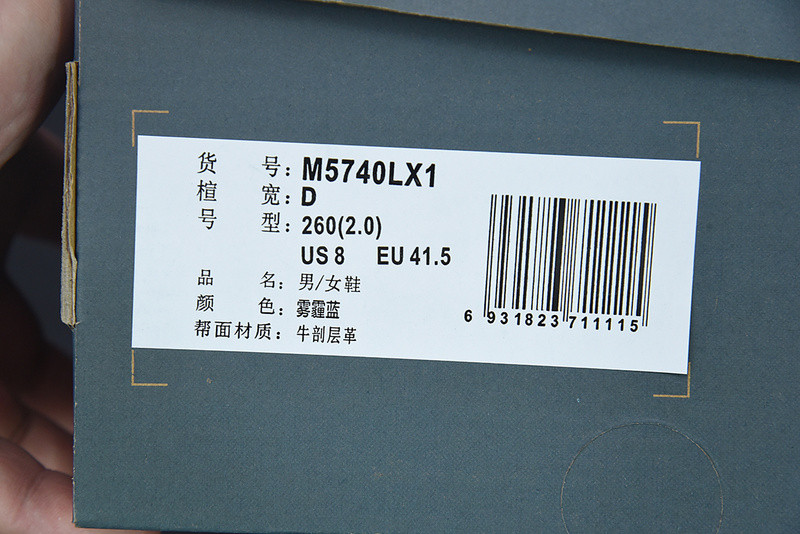 货 号：M5740LX1
楦 宽：D
号 型：260(2.0)
US 8 EU 41.5
品 名：男/女鞋
颜 色：雾霾蓝
帮面材质：牛剖层革
6 931823 711115